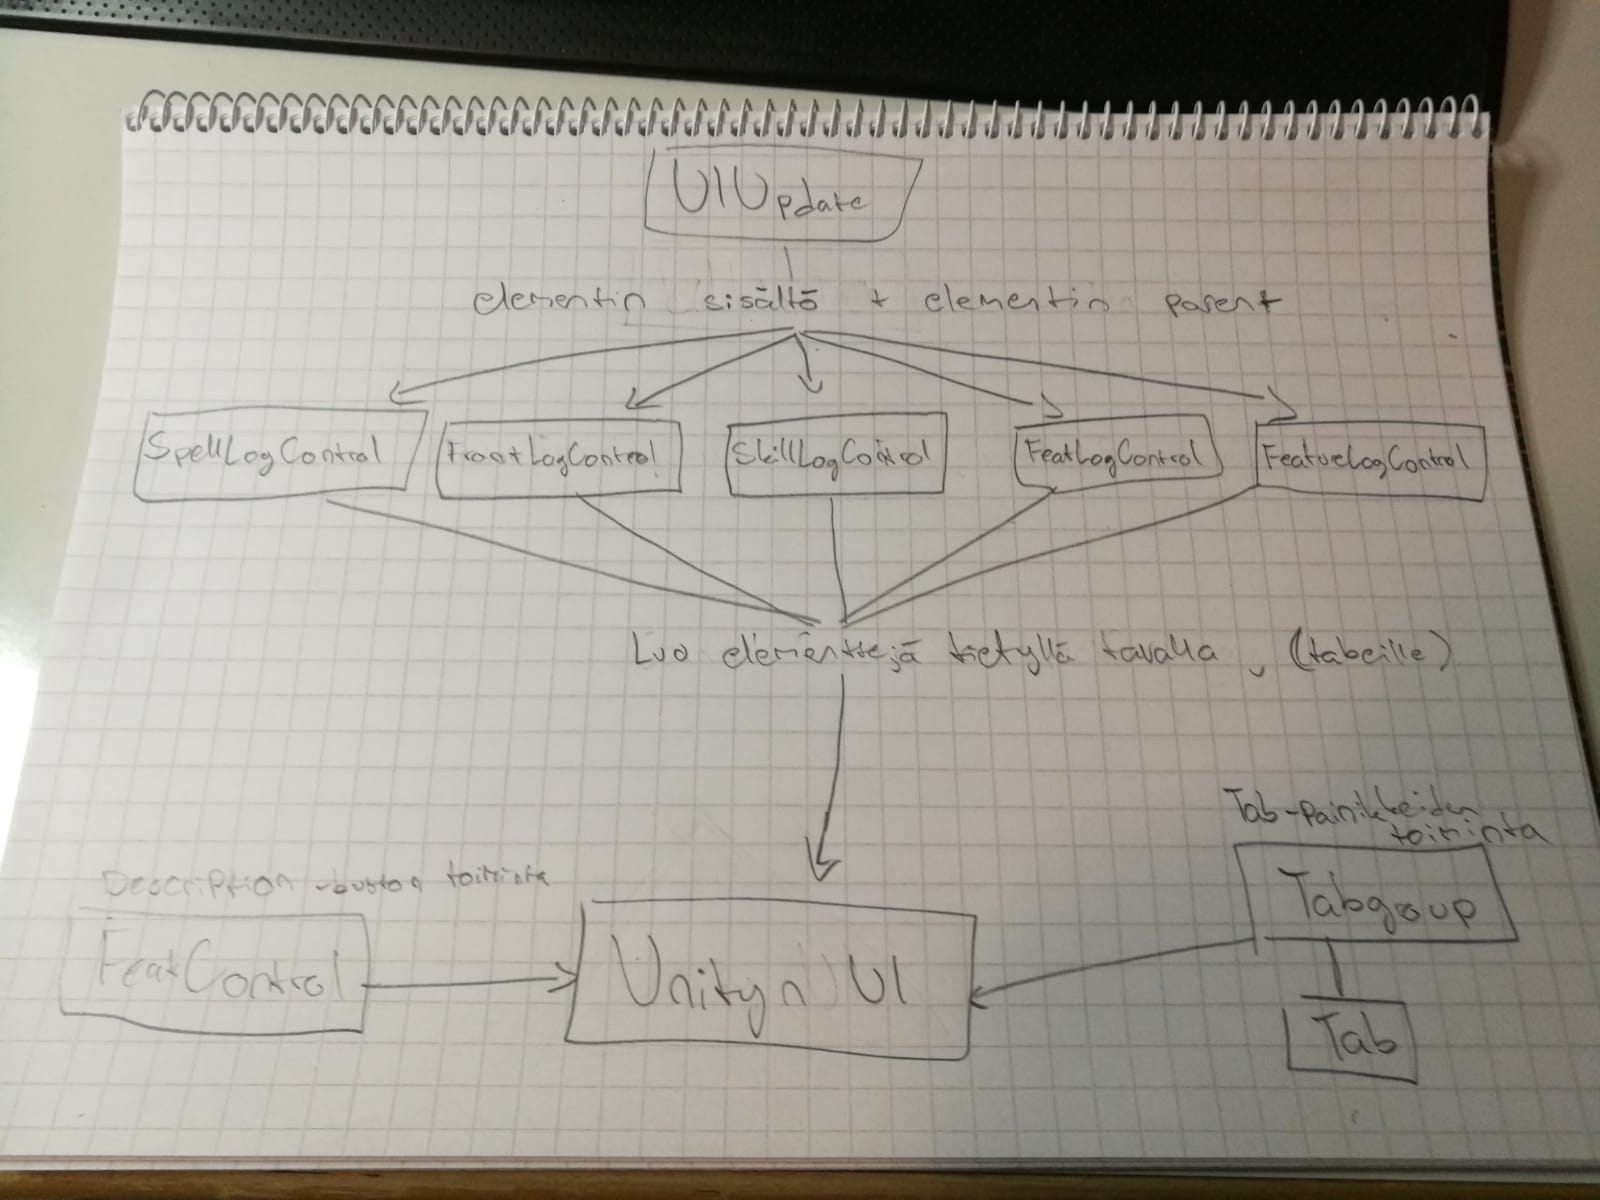 UIUpdate
elementin sisältö + elementin parent
SpellLogControl
FrontLogControl
SkillLogControl
FeatLogControl
FeatureLogControl
Luo elementtejä tietyllä tavalla, (tabeille)
Tab-painikkeiden
toiminta
Description -button toiminta
Tabgroup
FeatControl
Unityn UI
Tab